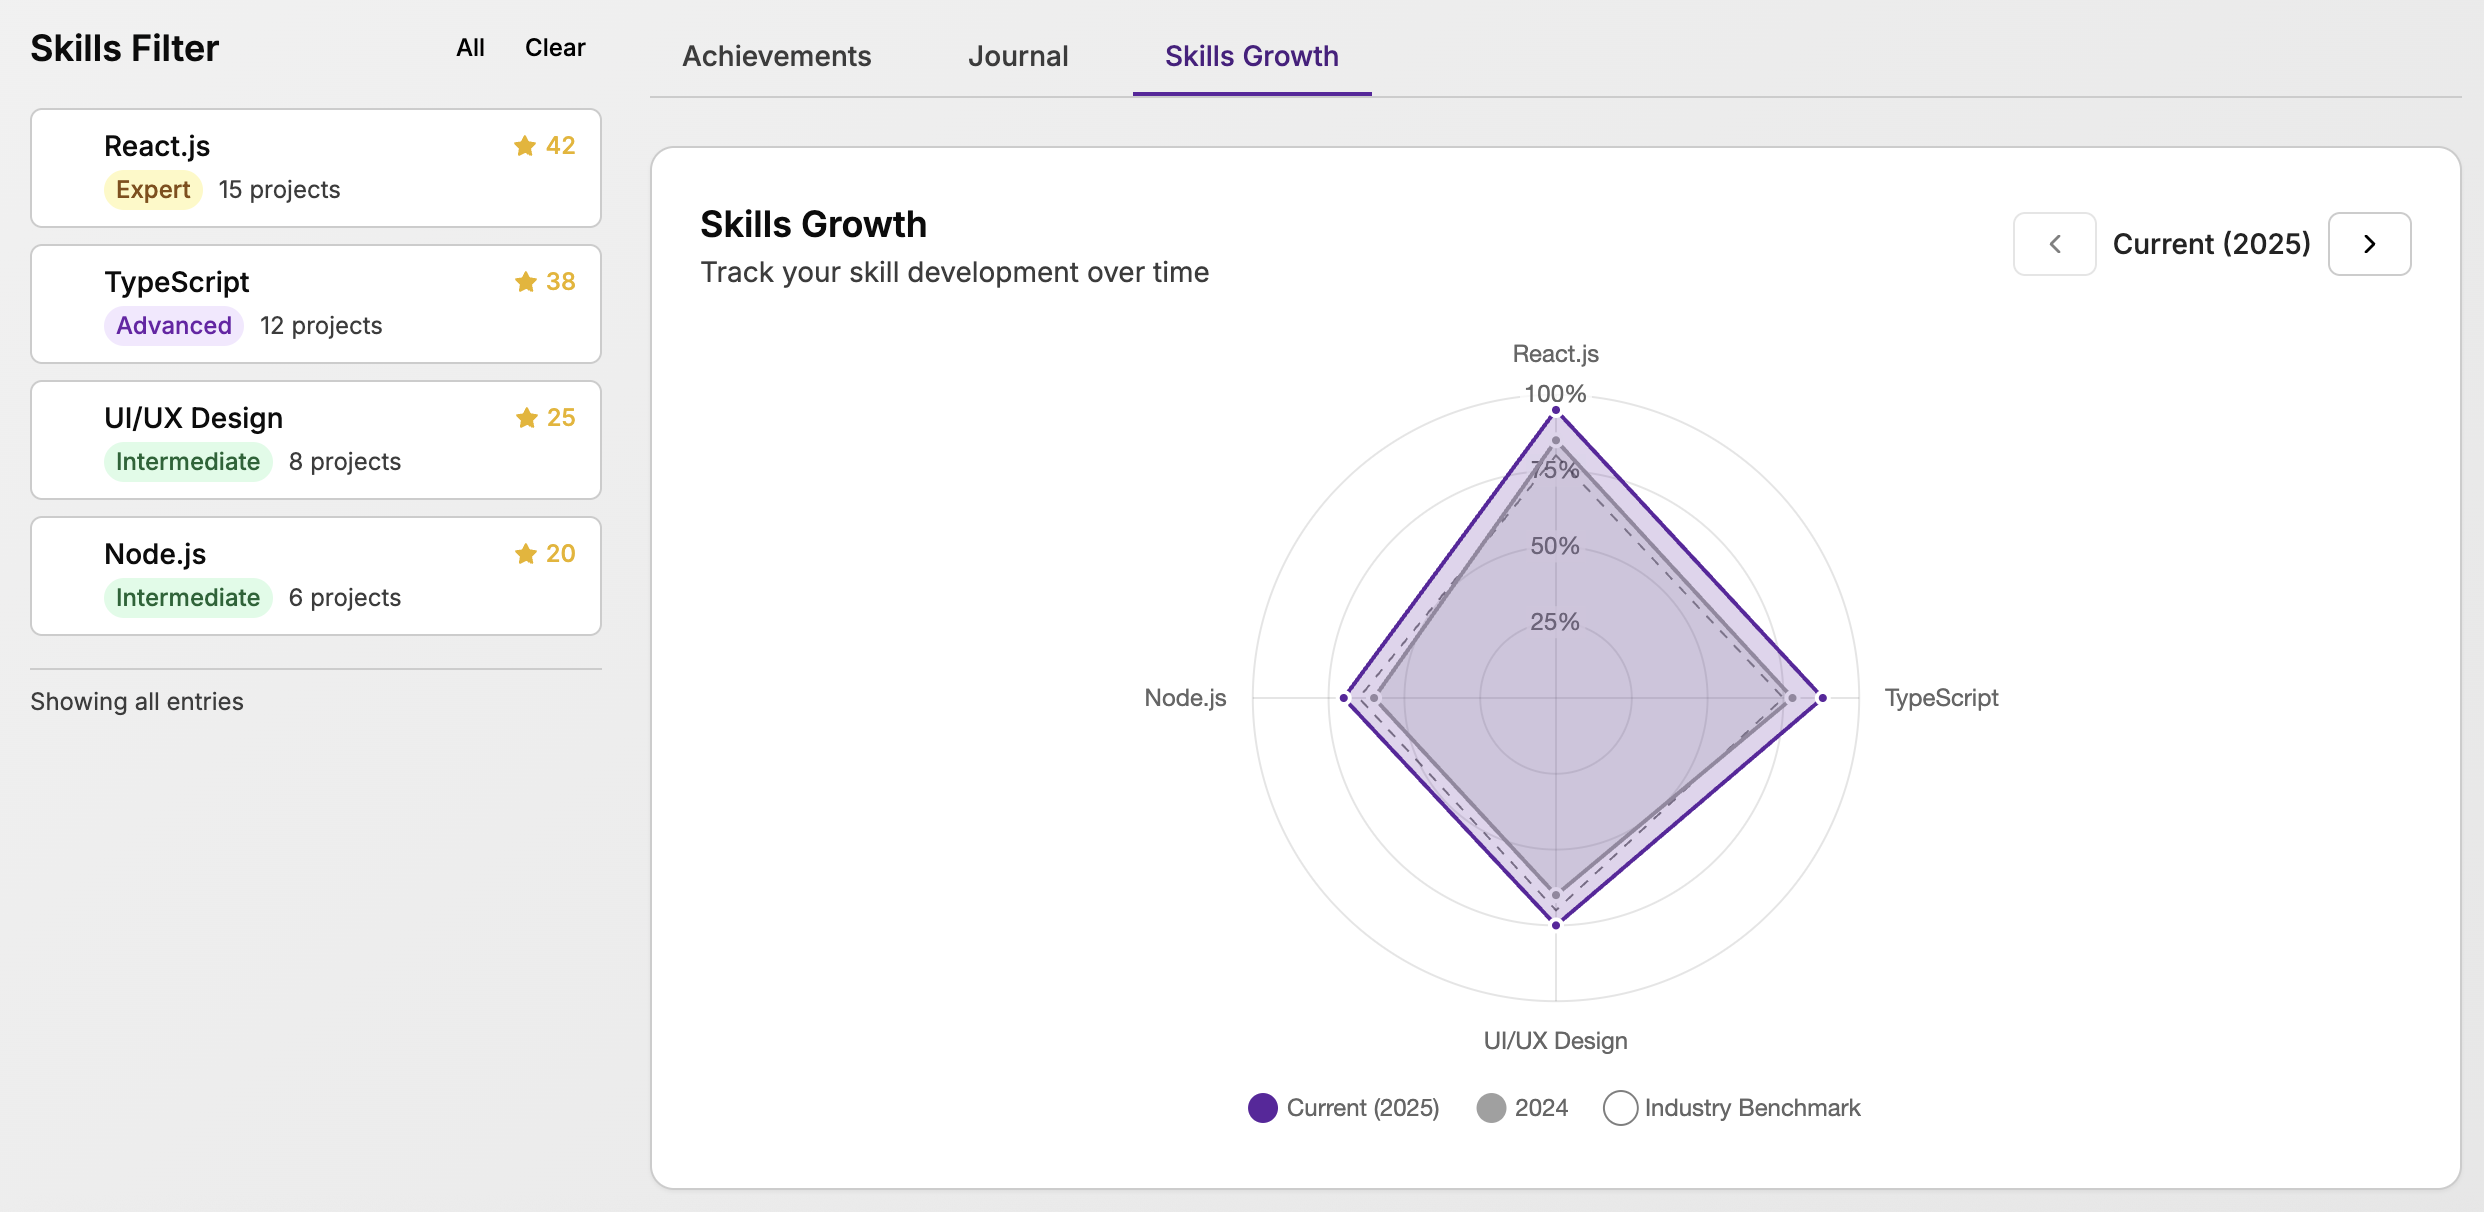 Skills Filter
All
Clear
React.js
42
Expert
15 projects
TypeScript
38
Advanced
12 projects
UI/UX Design
25
Intermediate
8 projects
Node.js
20
Intermediate
6 projects
Showing all entries
Achievements
Journal
Skills Growth
Skills Growth
Track your skill development over time
Current (2025)
React.js
100%
75%
50%
25%
Node.js
TypeScript
UI/UX Design
Current (2025)
2024
Industry Benchmark